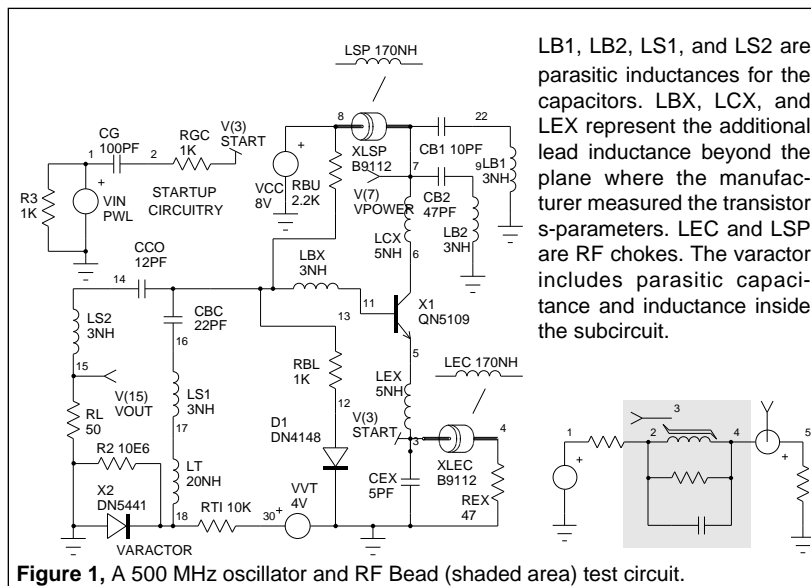 LSP 170NH
LB1, LB2, LS1, and LS2 are
parasitic inductances for the
capacitors. LBX, LCX, and
LEX represent the additional
lead inductance beyond the
plane where the manufac-
turer measured the transistor
s-parameters. LEC and LSP
are RF chokes. The varactor
includes parasitic capaci-
tance and inductance inside
the subcircuit.
8
22
CG
100PF
RGC
1K
V(3)
START
1
2
XLSP
B9112
CB1 10PF
LB1
3NH
R3
1K
VIN
PWL
+
STARTUP
CIRCUITRY
+
VCC
8V
RBU
2.2K
7
9
V(7)
VPOWER
CB2
47PF
LB2
3NH
LCX
5NH
CCO
12PF
14
LBX
3NH
6
LS2
3NH
CBC
22PF
11
13
X1
QN5109
16
15
V(15)
VOUT
LS1
3NH
RBL
1K
5
LEC 170NH
LEX
5NH
RL
50
17
12
V(3)
START
3
4
D1
DN4148
XLEC
B9112
R2 10E6
LT
20NH
CEX
5PF
REX
47
X2
DN5441
VVT
4V
18
RTI 10K
30
+
VARACTOR
1
2
3
4
5
+
+
Figure 1, A 500 MHz oscillator and RF Bead (shaded area) test circuit.